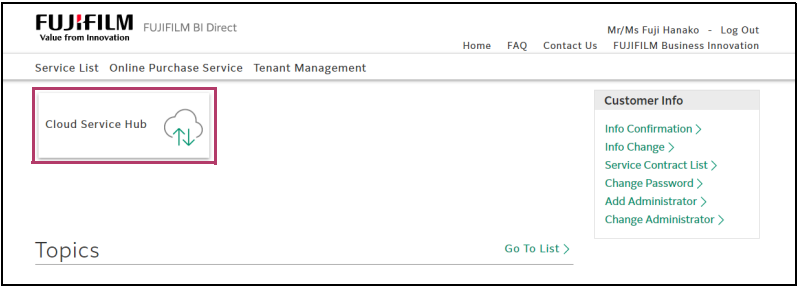 FUJIFILM
Value from Innovation
FUJIFILM BI Direct
Mr/Ms Fuji Hanako - Log Out
Home FAQ Contact Us FUJIFILM Business Innovation
Service List Online Purchase Service Tenant Management
Cloud Service Hub
Customer Info
Info Confirmation >
Info Change >
Service Contract List >
Change Password >
Add Administrator >
Change Administrator >
Topics
Go To List >